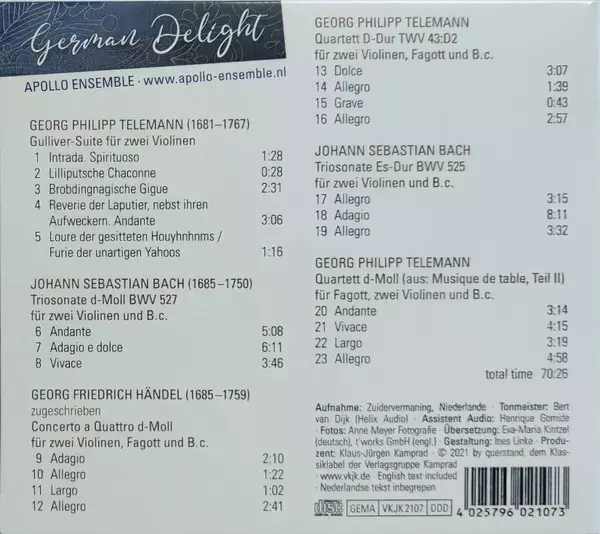 German Delight
APOLLO ENSEMBLE · www.apollo-ensemble.nl
GEORG PHILIPP TELEMANN (1681–1767)
Gulliver-Suite für zwei Violinen
1 Intrada. Spirituoso 1:28
2 Lilliputsche Chaconne 0:28
3 Brobdingnagische Gigue 2:31
4 Reverie der Laputier, nebst ihren
Aufweckern. Andante 3:06
5 Loure der gesitteten Houyhnhnms /
Furie der unartigen Yahoos 1:16
JOHANN SEBASTIAN BACH (1685–1750)
Triosonate d-Moll BWV 527
für zwei Violinen und B.c.
6 Andante 5:08
7 Adagio e dolce 6:11
8 Vivace 3:46
GEORG FRIEDRICH HÄNDEL (1685–1759)
zugeschrieben
Concerto a Quattro d-Moll
für zwei Violinen, Fagott und B.c.
9 Adagio 2:10
10 Allegro 1:22
11 Largo 1:02
12 Allegro 2:41
GEORG PHILIPP TELEMANN
Quartett D-Dur TWV 43:D2
für zwei Violinen, Fagott und B.c.
13 Dolce 3:07
14 Allegro 1:39
15 Grave 0:43
16 Allegro 2:57
JOHANN SEBASTIAN BACH
Triosonate Es-Dur BWV 525
für zwei Violinen und B.c.
17 Allegro 3:15
18 Adagio 8:11
19 Allegro 3:32
GEORG PHILIPP TELEMANN
Quartett d-Moll (aus: Musique de table, Teil II)
für Fagott, zwei Violinen und B.c.
20 Andante 3:14
21 Vivace 4:15
22 Largo 3:19
23 Allegro 4:58
total time 70:26
Aufnahme: Zuidervermaning, Niederlande · Tonmeister: Bert
van Dijk (Helix Audio) · Assistent Audio: Henrique Gomide
· Fotos: Anne Meyer Fotografie · Übersetzung: Eva-Maria Kintzel
(deutsch), t'works GmbH (engl.) · Gestaltung: Ines Linke · Produ-
zent: Klaus-Jürgen Kamprad · © 2021 by querstand, dem Klas-
siklabel der Verlagsgruppe Kamprad
· www.vkjk.de · English text included
· Nederlandse tekst inbegrepen
disc GEMA VKJK 2107 DDD
4 025796 021073